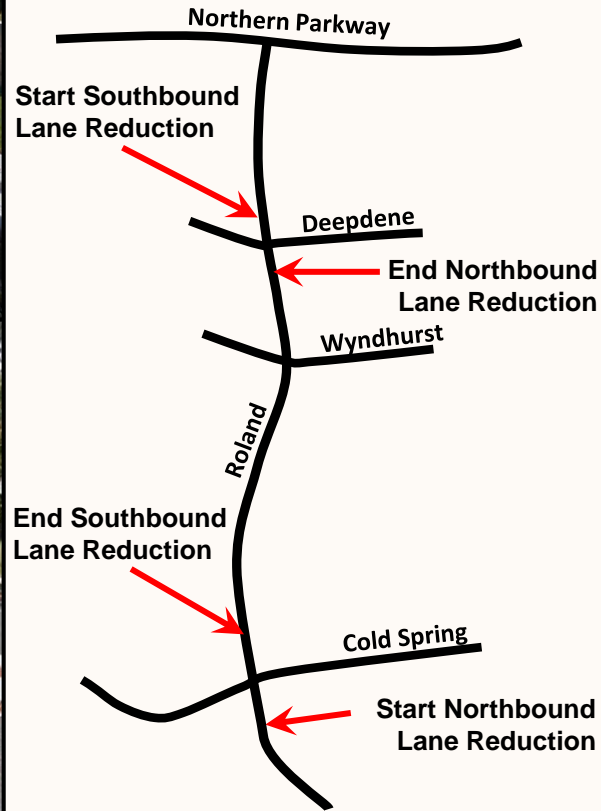 Northern Parkway
Start Southbound
Lane Reduction
Deepdene
End Northbound
Lane Reduction
Wyndhurst
Roland
End Southbound
Lane Reduction
Cold Spring
Start Northbound
Lane Reduction